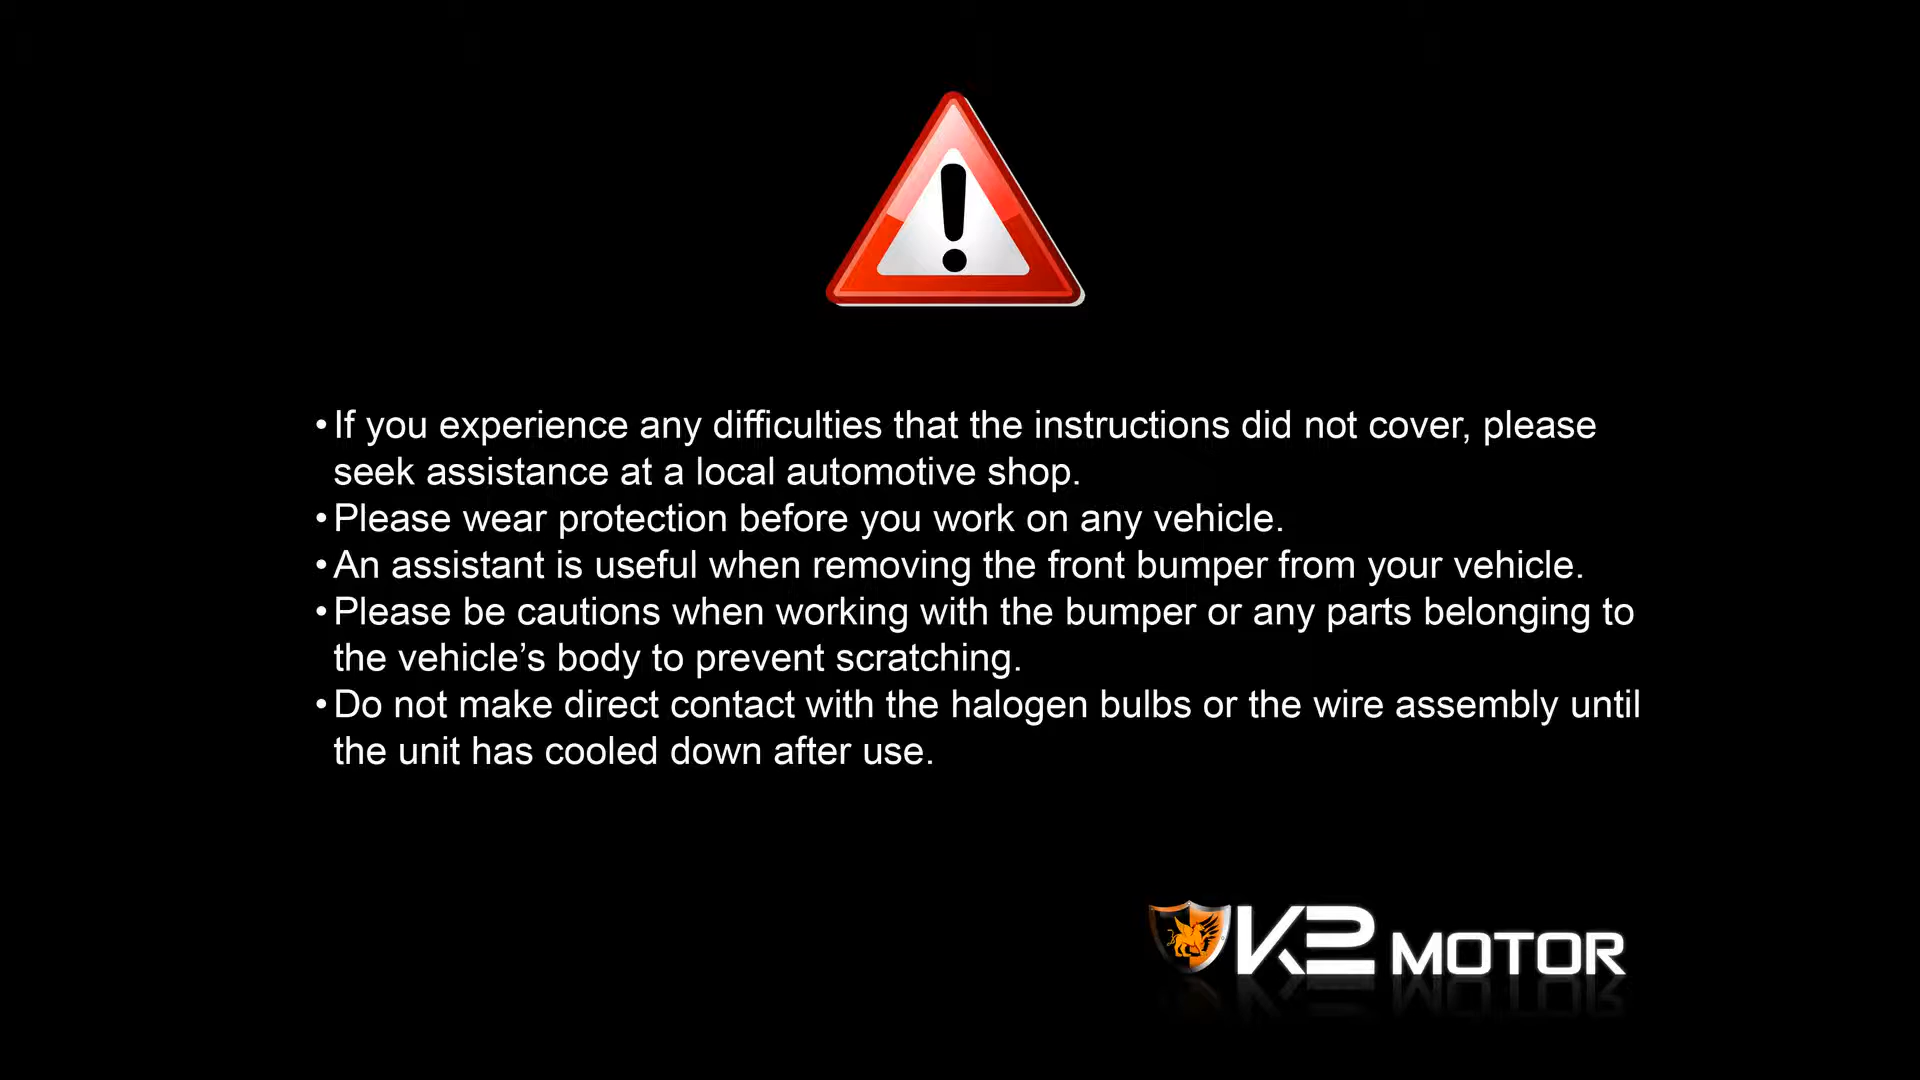 •If you experience any difficulties that the instructions did not cover, please
seek assistance at a local automotive shop.
•Please wear protection before you work on any vehicle.
•An assistant is useful when removing the front bumper from your vehicle.
•Please be cautions when working with the bumper or any parts belonging to
the vehicle’s body to prevent scratching.
•Do not make direct contact with the halogen bulbs or the wire assembly until
the unit has cooled down after use.
K2 MOTOR